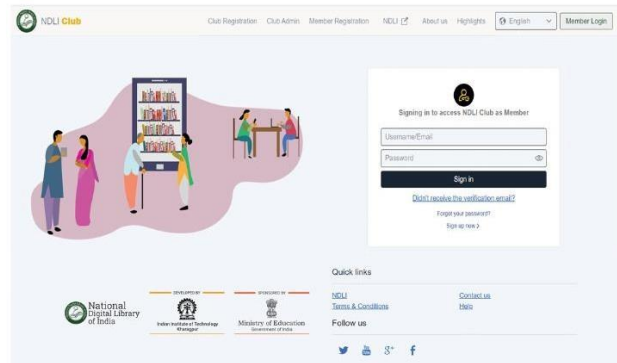 NDLI Club
Club Registration Club Admin Member Registration NDLI About us Highlights English Member Login
Signing in to access NDLI Club as Member
Username/Email
Password
Sign in
Didn't receive the verification email?
Forgot your password?
Sign up now >
Quick links
NDLI Contact us
Terms & Conditions Help
Follow us
DEVELOPED BY
SPONSORED BY
National
Digital Library
of India
Indian Institute of Technology
Kharagpur
Ministry of Education
Government of India